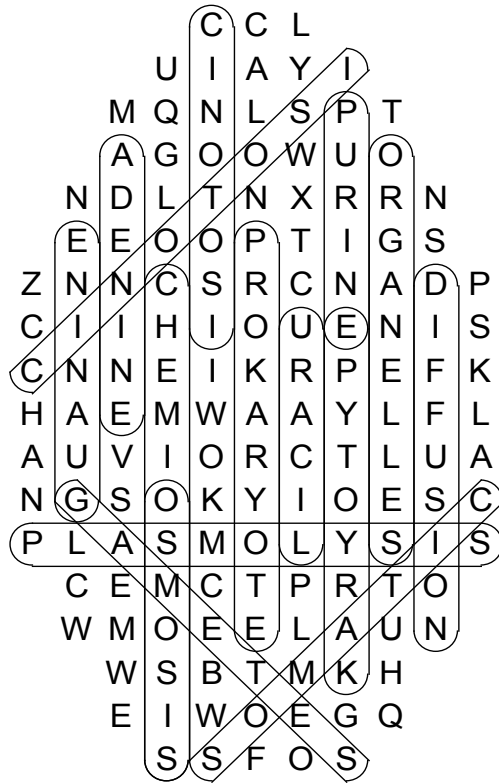 C C L
U I A Y I
M Q N L S P T
A G O O W U O
N D L T N X R R N
E E O O P T I G S
Z N N C S R C N A D P
C I I H I O U E N I S
C N N E I K R P E F K
H A E M W A A Y L F L
A U V I O R C T L U A
N G S O K Y I O E S C
P L A S M O L Y S I S
C E M C T P R T O
W M O E E L A U N
W S B T M K H
E I W O E G Q
S S F O S